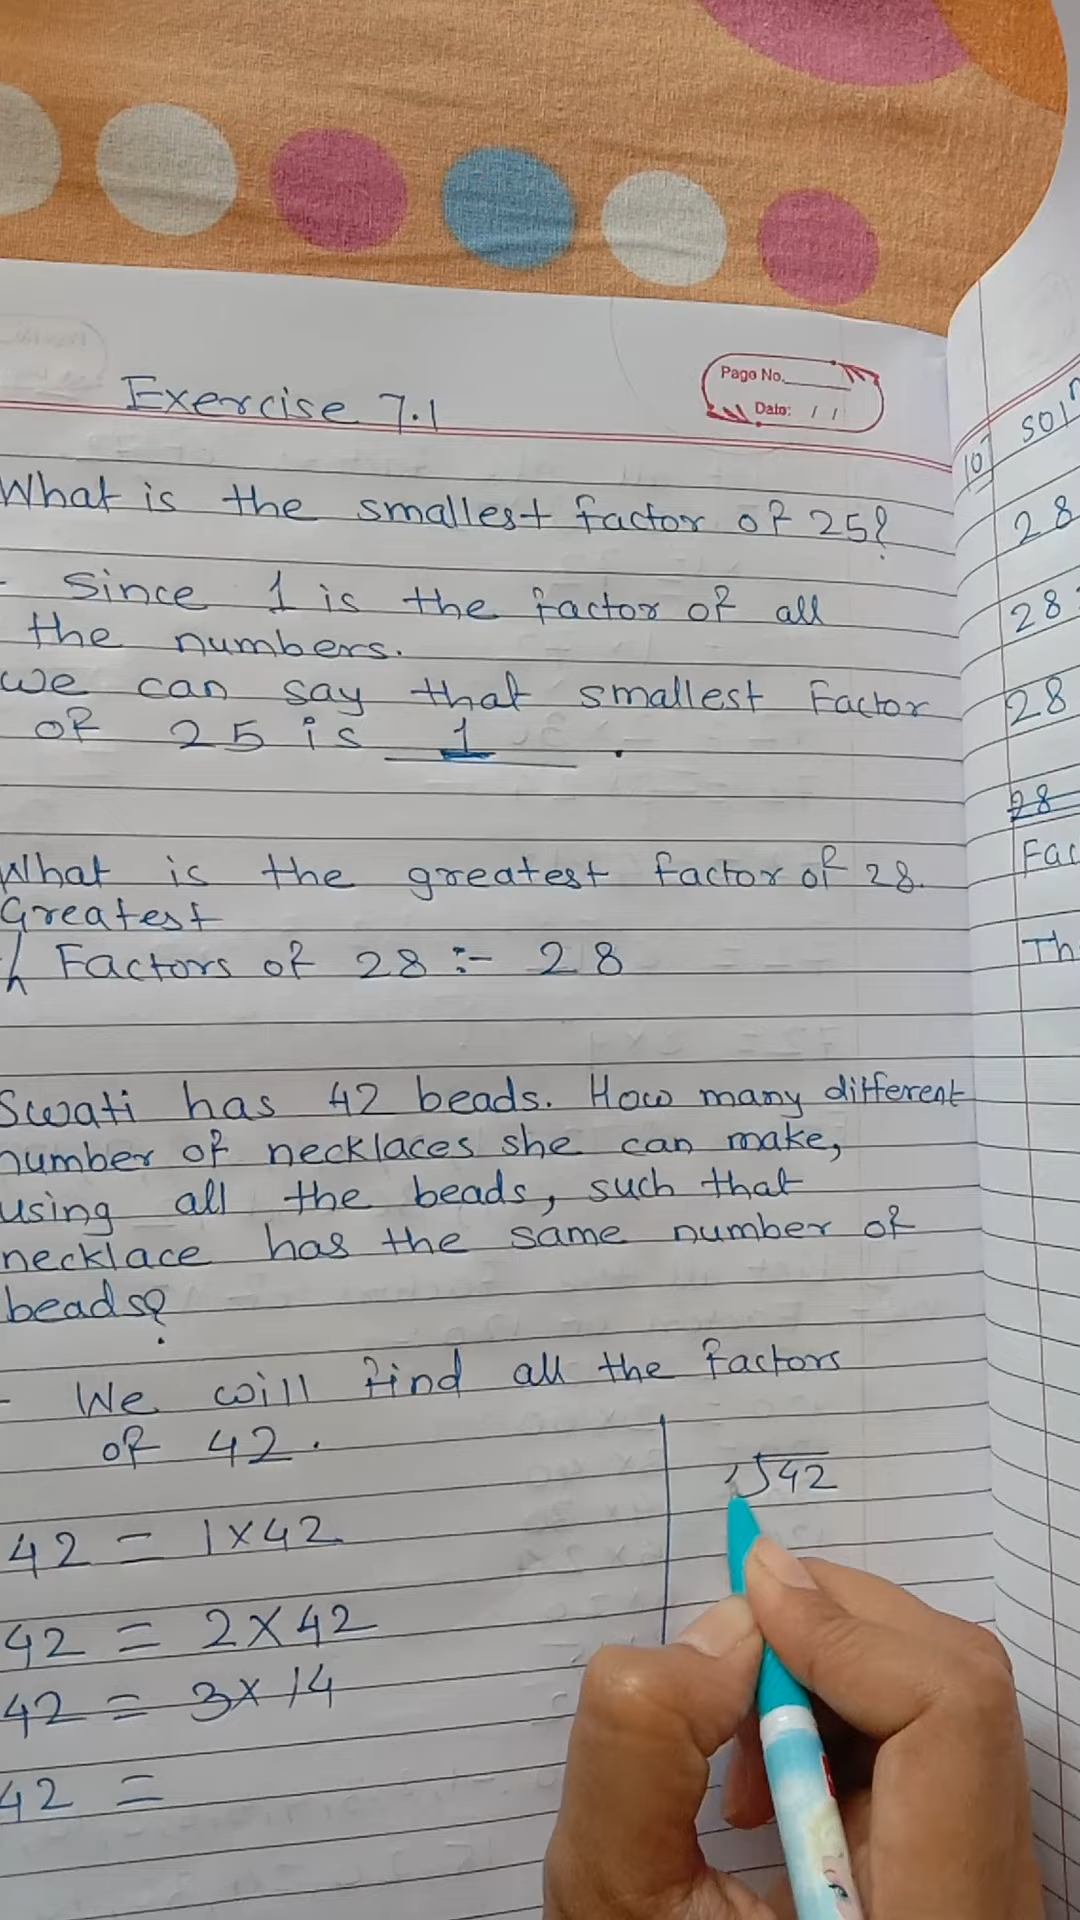 Page No.
Date: / /
Exercise 7.1
What is the smallest factor of 25?
- Since 1 is the factor of all
the numbers.
we can say that smallest Factor
of 25 is 1 .
What is the greatest factor of 28.
Greatest
Factors of 28 :- 28
Swati has 42 beads. How many different
number of necklaces she can make,
using all the beads, such that
necklace has the same number of
beads?
- We will find all the factors
of 42.
42 = 1 x 42
42 = 2 x 42
42 = 3 x 14
42 =
42
10
Soln
28
28
28
28
Fac
Th